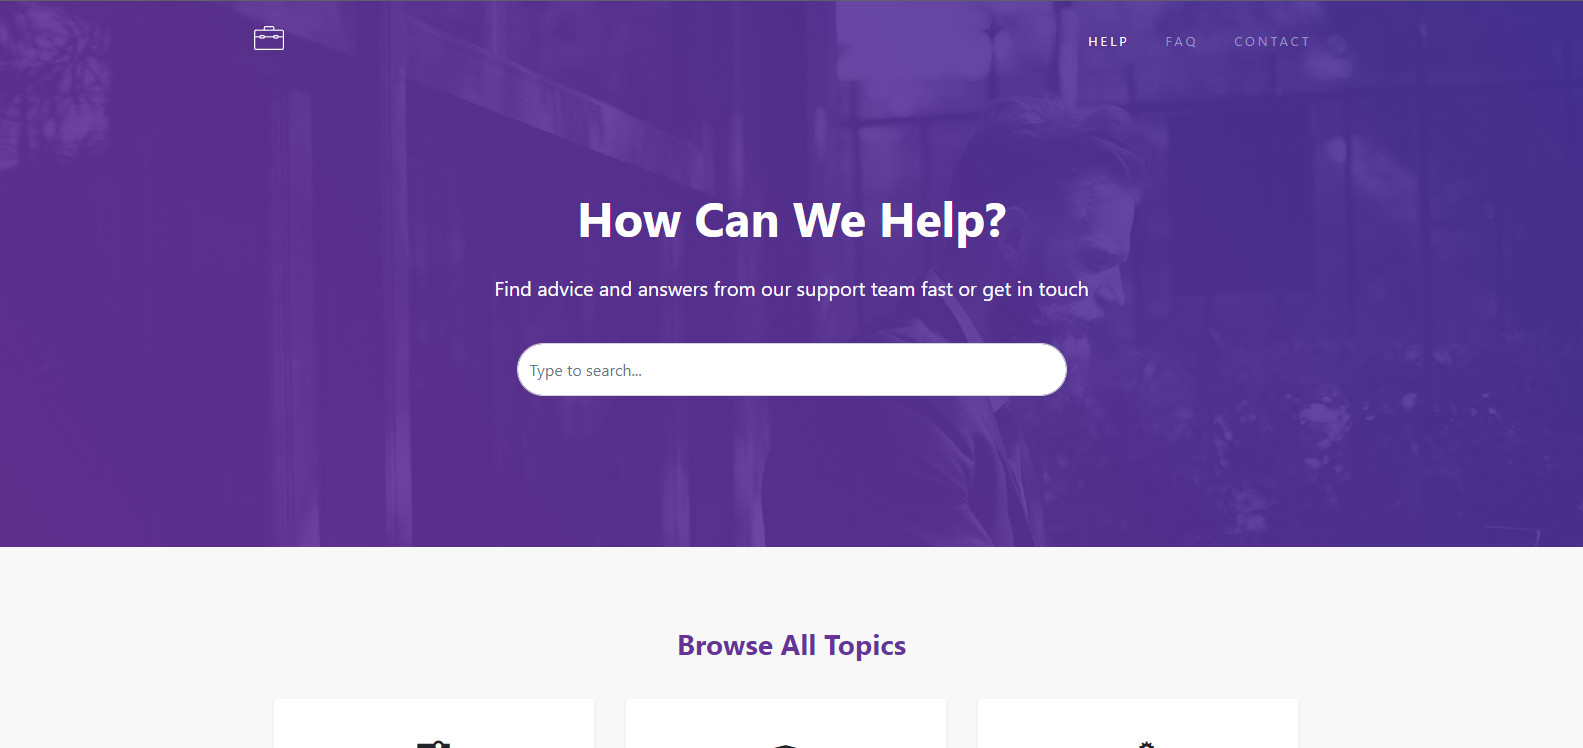 HELP FAQ CONTACT
How Can We Help?
Find advice and answers from our support team fast or get in touch
Type to search...
Browse All Topics